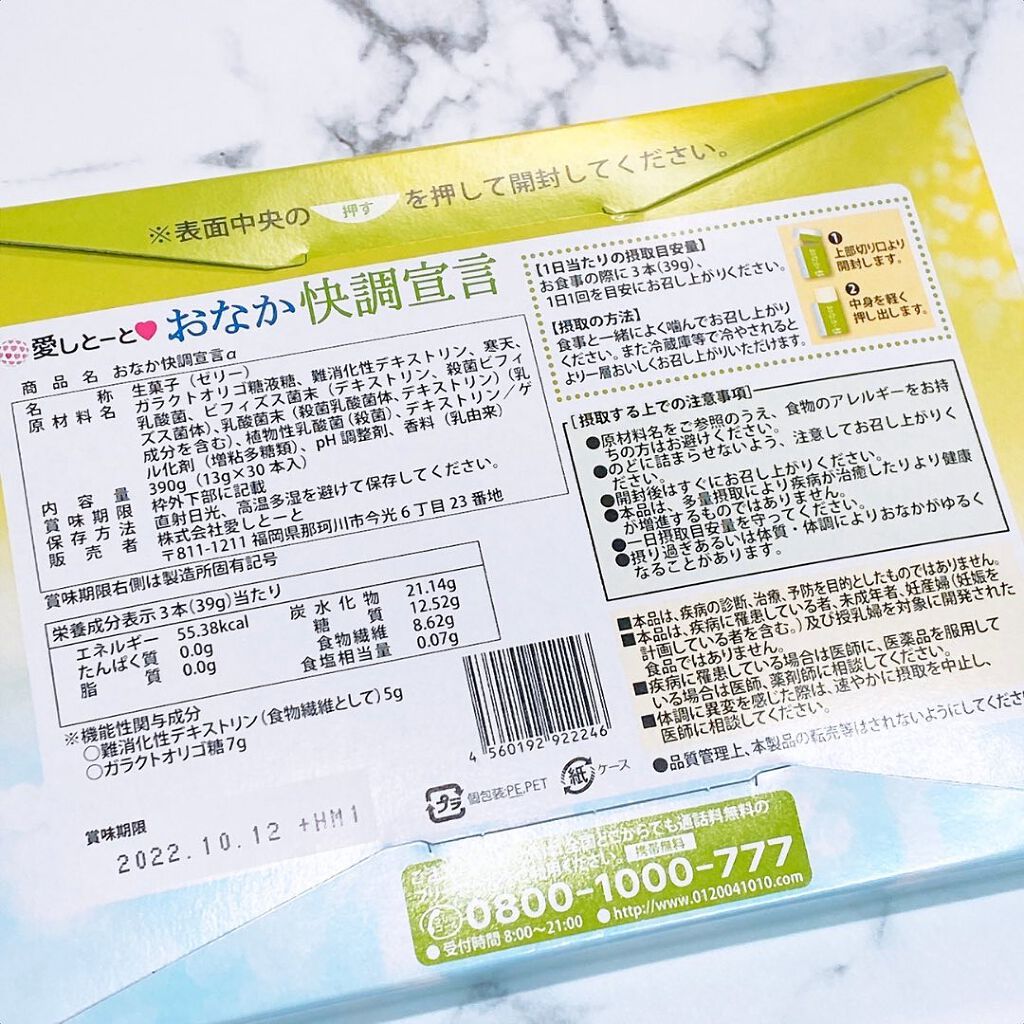 ※表面中央の 押す を押して開封してください。
愛しとーと おなか快調宣言
商品名 おなか快調宣言α
名称 生菓子（ゼリー）
原材料名 ガラクトオリゴ糖液糖、難消化性デキストリン、寒天、
乳酸菌、ビフィズス菌末（デキストリン、殺菌ビフィ
ズス菌体）、乳酸菌末（殺菌乳酸菌体、デキストリン）（乳
成分を含む）、植物性乳酸菌（殺菌）、デキストリン／ゲ
ル化剤（増粘多糖類）、pH調整剤、香料（乳由来）
内容量 390g（13g×30本入）
賞味期限 枠外下部に記載
保存方法 直射日光、高温多湿を避けて保存してください。
販売者 株式会社愛しとーと
〒811-1211 福岡県那珂川市今光6丁目23番地
賞味期限右側は製造所固有記号
栄養成分表示3本(39g)当たり
エネルギー 55.38kcal
たんぱく質 0.0g
脂質 0.0g
炭水化物 21.14g
糖質 12.52g
食物繊維 8.62g
食塩相当量 0.07g
※機能性関与成分
○難消化性デキストリン(食物繊維として)5g
○ガラクトオリゴ糖7g
賞味期限
2022.10.12 +HM1
【1日当たりの摂取目安量】
お食事の際に3本(39g)、
1日1回を目安にお召し上がりください。
【摂取の方法】
食事と一緒によく噛んでお召し上がり
ください。また冷蔵庫等で冷やされると
より一層おいしくお召し上がりいただけます。
1 上部切り口より
開封します。
2 中身を軽く
押し出します。
[摂取する上での注意事項]
●原材料名をご参照のうえ、食物のアレルギーをお持
ちの方はお避けください。
●のどに詰まらせないよう、注意してお召し上がりく
ださい。
●開封後はすぐにお召し上がりください。
●本品は、多量摂取により疾病が治癒したりより健康
が増進するものではありません。
●一日摂取目安量を守ってください。
●摂り過ぎあるいは体質・体調によりおなかがゆるく
なることがあります。
■本品は、疾病の診断、治療、予防を目的としたものではありません。
■本品は、疾病に罹患している者、未成年者、妊産婦(妊娠を
計画している者を含む。)及び授乳婦を対象に開発された
食品ではありません。
■疾病に罹患している場合は医師に、医薬品を服用して
いる場合は医師、薬剤師に相談してください。
■体調に異変を感じた際は、速やかに摂取を中止し、
医師に相談してください。
●品質管理上、本製品の転売等はされないようにしてくださ
4 560192 922246
プラ 個包装:PE,PET
紙 ケース
全国どこからでも通話料無料の
携帯無料
0800-1000-777
●受付時間 8:00〜21:00 ●http://www.0120041010.com